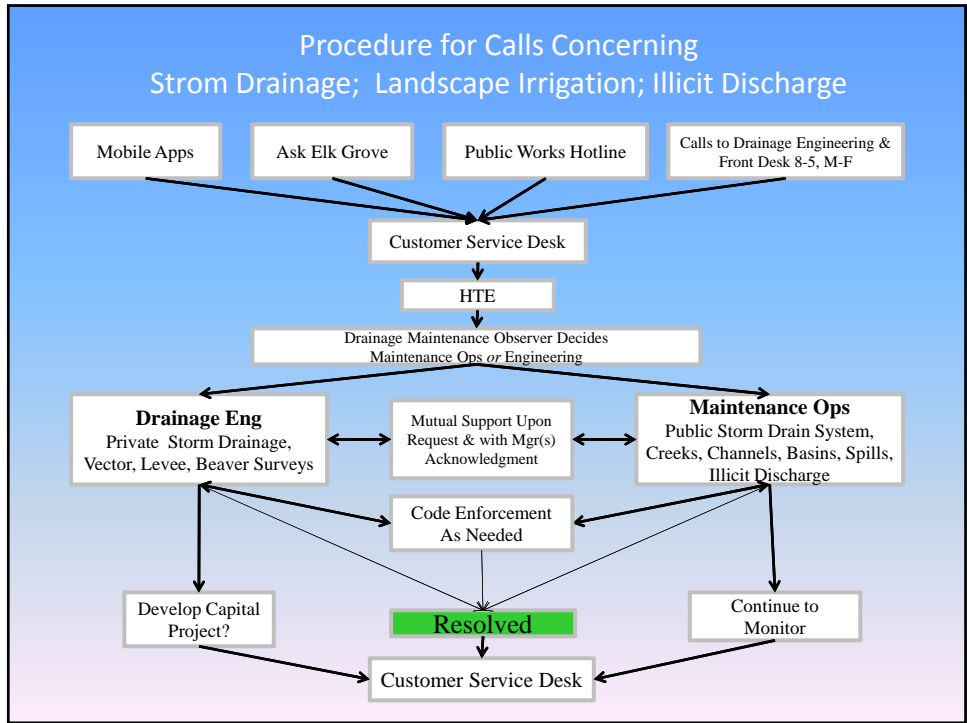 Procedure for Calls Concerning
Strom Drainage; Landscape Irrigation; Illicit Discharge
Mobile Apps
Ask Elk Grove
Public Works Hotline
Calls to Drainage Engineering &
Front Desk 8-5, M-F
Customer Service Desk
HTE
Drainage Maintenance Observer Decides
Maintenance Ops or Engineering
Drainage Eng
Private Storm Drainage,
Vector, Levee, Beaver Surveys
Mutual Support Upon
Request & with Mgr(s)
Acknowledgment
Maintenance Ops
Public Storm Drain System,
Creeks, Channels, Basins, Spills,
Illicit Discharge
Code Enforcement
As Needed
Develop Capital
Project?
Resolved
Continue to
Monitor
Customer Service Desk